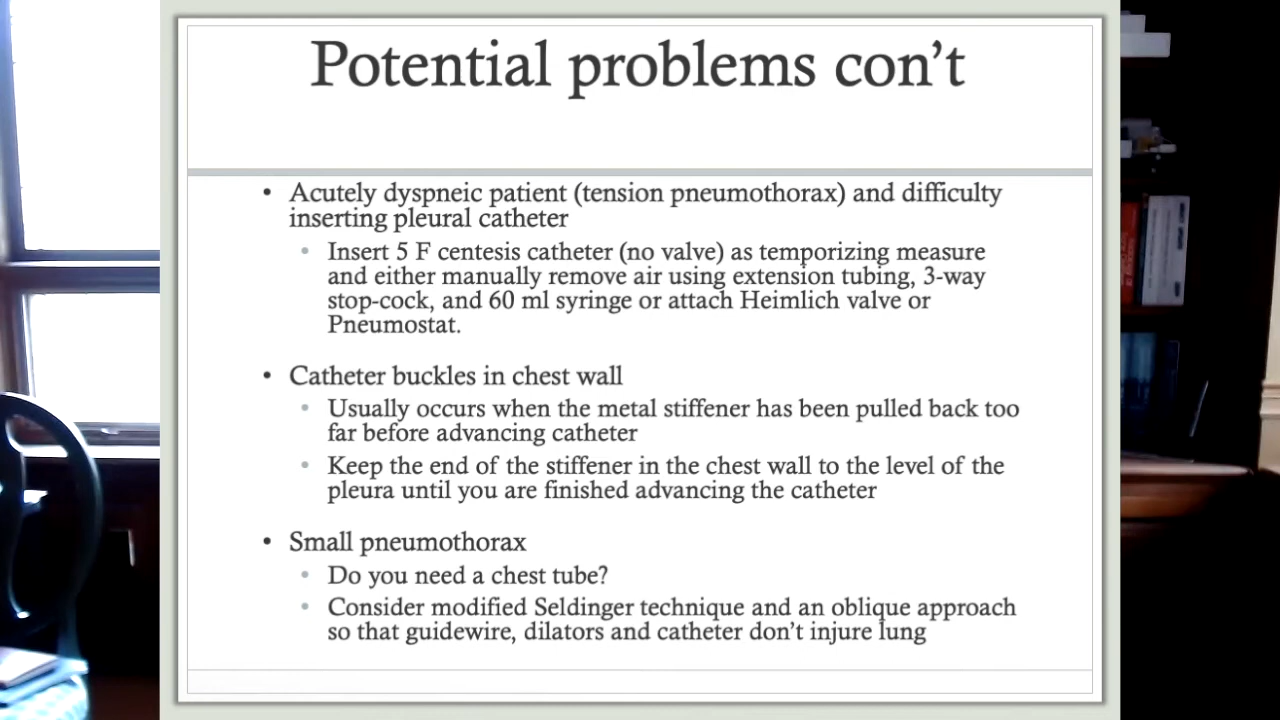 Potential problems con’t
• Acutely dyspneic patient (tension pneumothorax) and difficulty
inserting pleural catheter
• Insert 5 F centesis catheter (no valve) as temporizing measure
and either manually remove air using extension tubing, 3-way
stop-cock, and 60 ml syringe or attach Heimlich valve or
Pneumostat.
• Catheter buckles in chest wall
• Usually occurs when the metal stiffener has been pulled back too
far before advancing catheter
• Keep the end of the stiffener in the chest wall to the level of the
pleura until you are finished advancing the catheter
• Small pneumothorax
• Do you need a chest tube?
• Consider modified Seldinger technique and an oblique approach
so that guidewire, dilators and catheter don’t injure lung